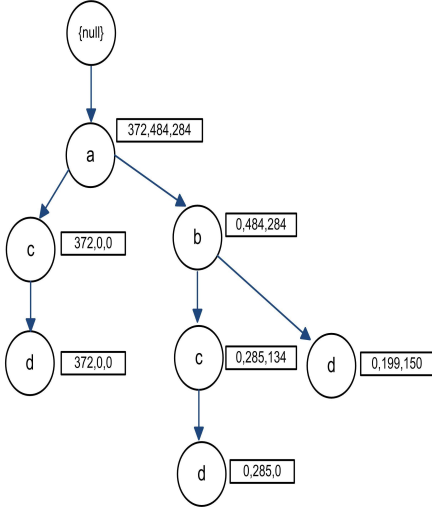 {null}
372,484,284
a
0,484,284
b
c
372,0,0
d
372,0,0
c
0,285,134
d
0,199,150
d
0,285,0